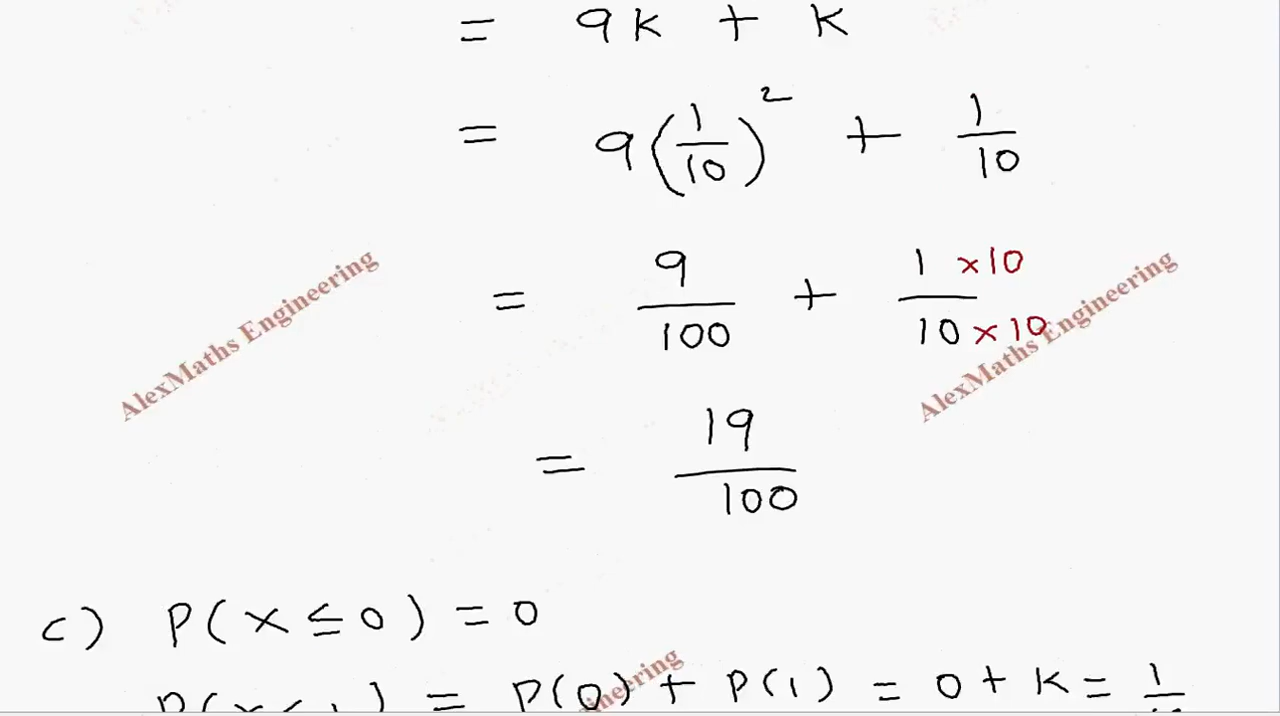 = 9k + k
= 9(1/10)² + 1/10
= 9/100 + 1 ×10/10 ×10
= 19/100
c) P(x ≤ 0) = 0
= P(0) + P(1) = 0 + k = 1
AlexMaths Engineering
AlexMaths Engineering